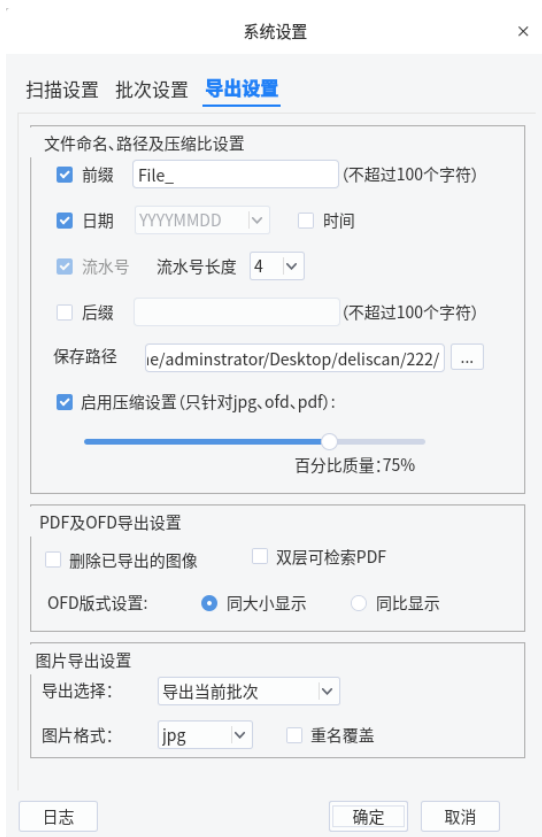 系统设置
扫描设置 批次设置 导出设置
文件命名、路径及压缩比设置
前缀 File_ (不超过100个字符)
日期 YYYYMMDD 时间
流水号 流水号长度 4
后缀 (不超过100个字符)
保存路径 ne/adminstrator/Desktop/deliscan/222/ ...
启用压缩设置(只针对jpg、ofd、pdf):
百分比质量:75%
PDF及OFD导出设置
删除已导出的图像 双层可检索PDF
OFD版式设置: 同大小显示 同比显示
图片导出设置
导出选择: 导出当前批次
图片格式: jpg 重名覆盖
日志 确定 取消